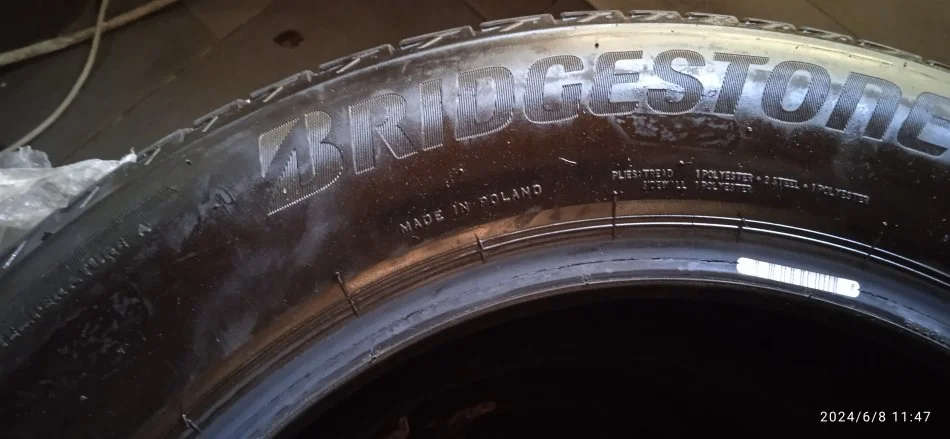 BRIDGESTONE
MADE IN POLAND
PLIES: TREAD 1 POLYESTER + 2 STEEL + 1 POLYESTER
SIDEWALL 1 POLYESTER
2024/6/8 11:47